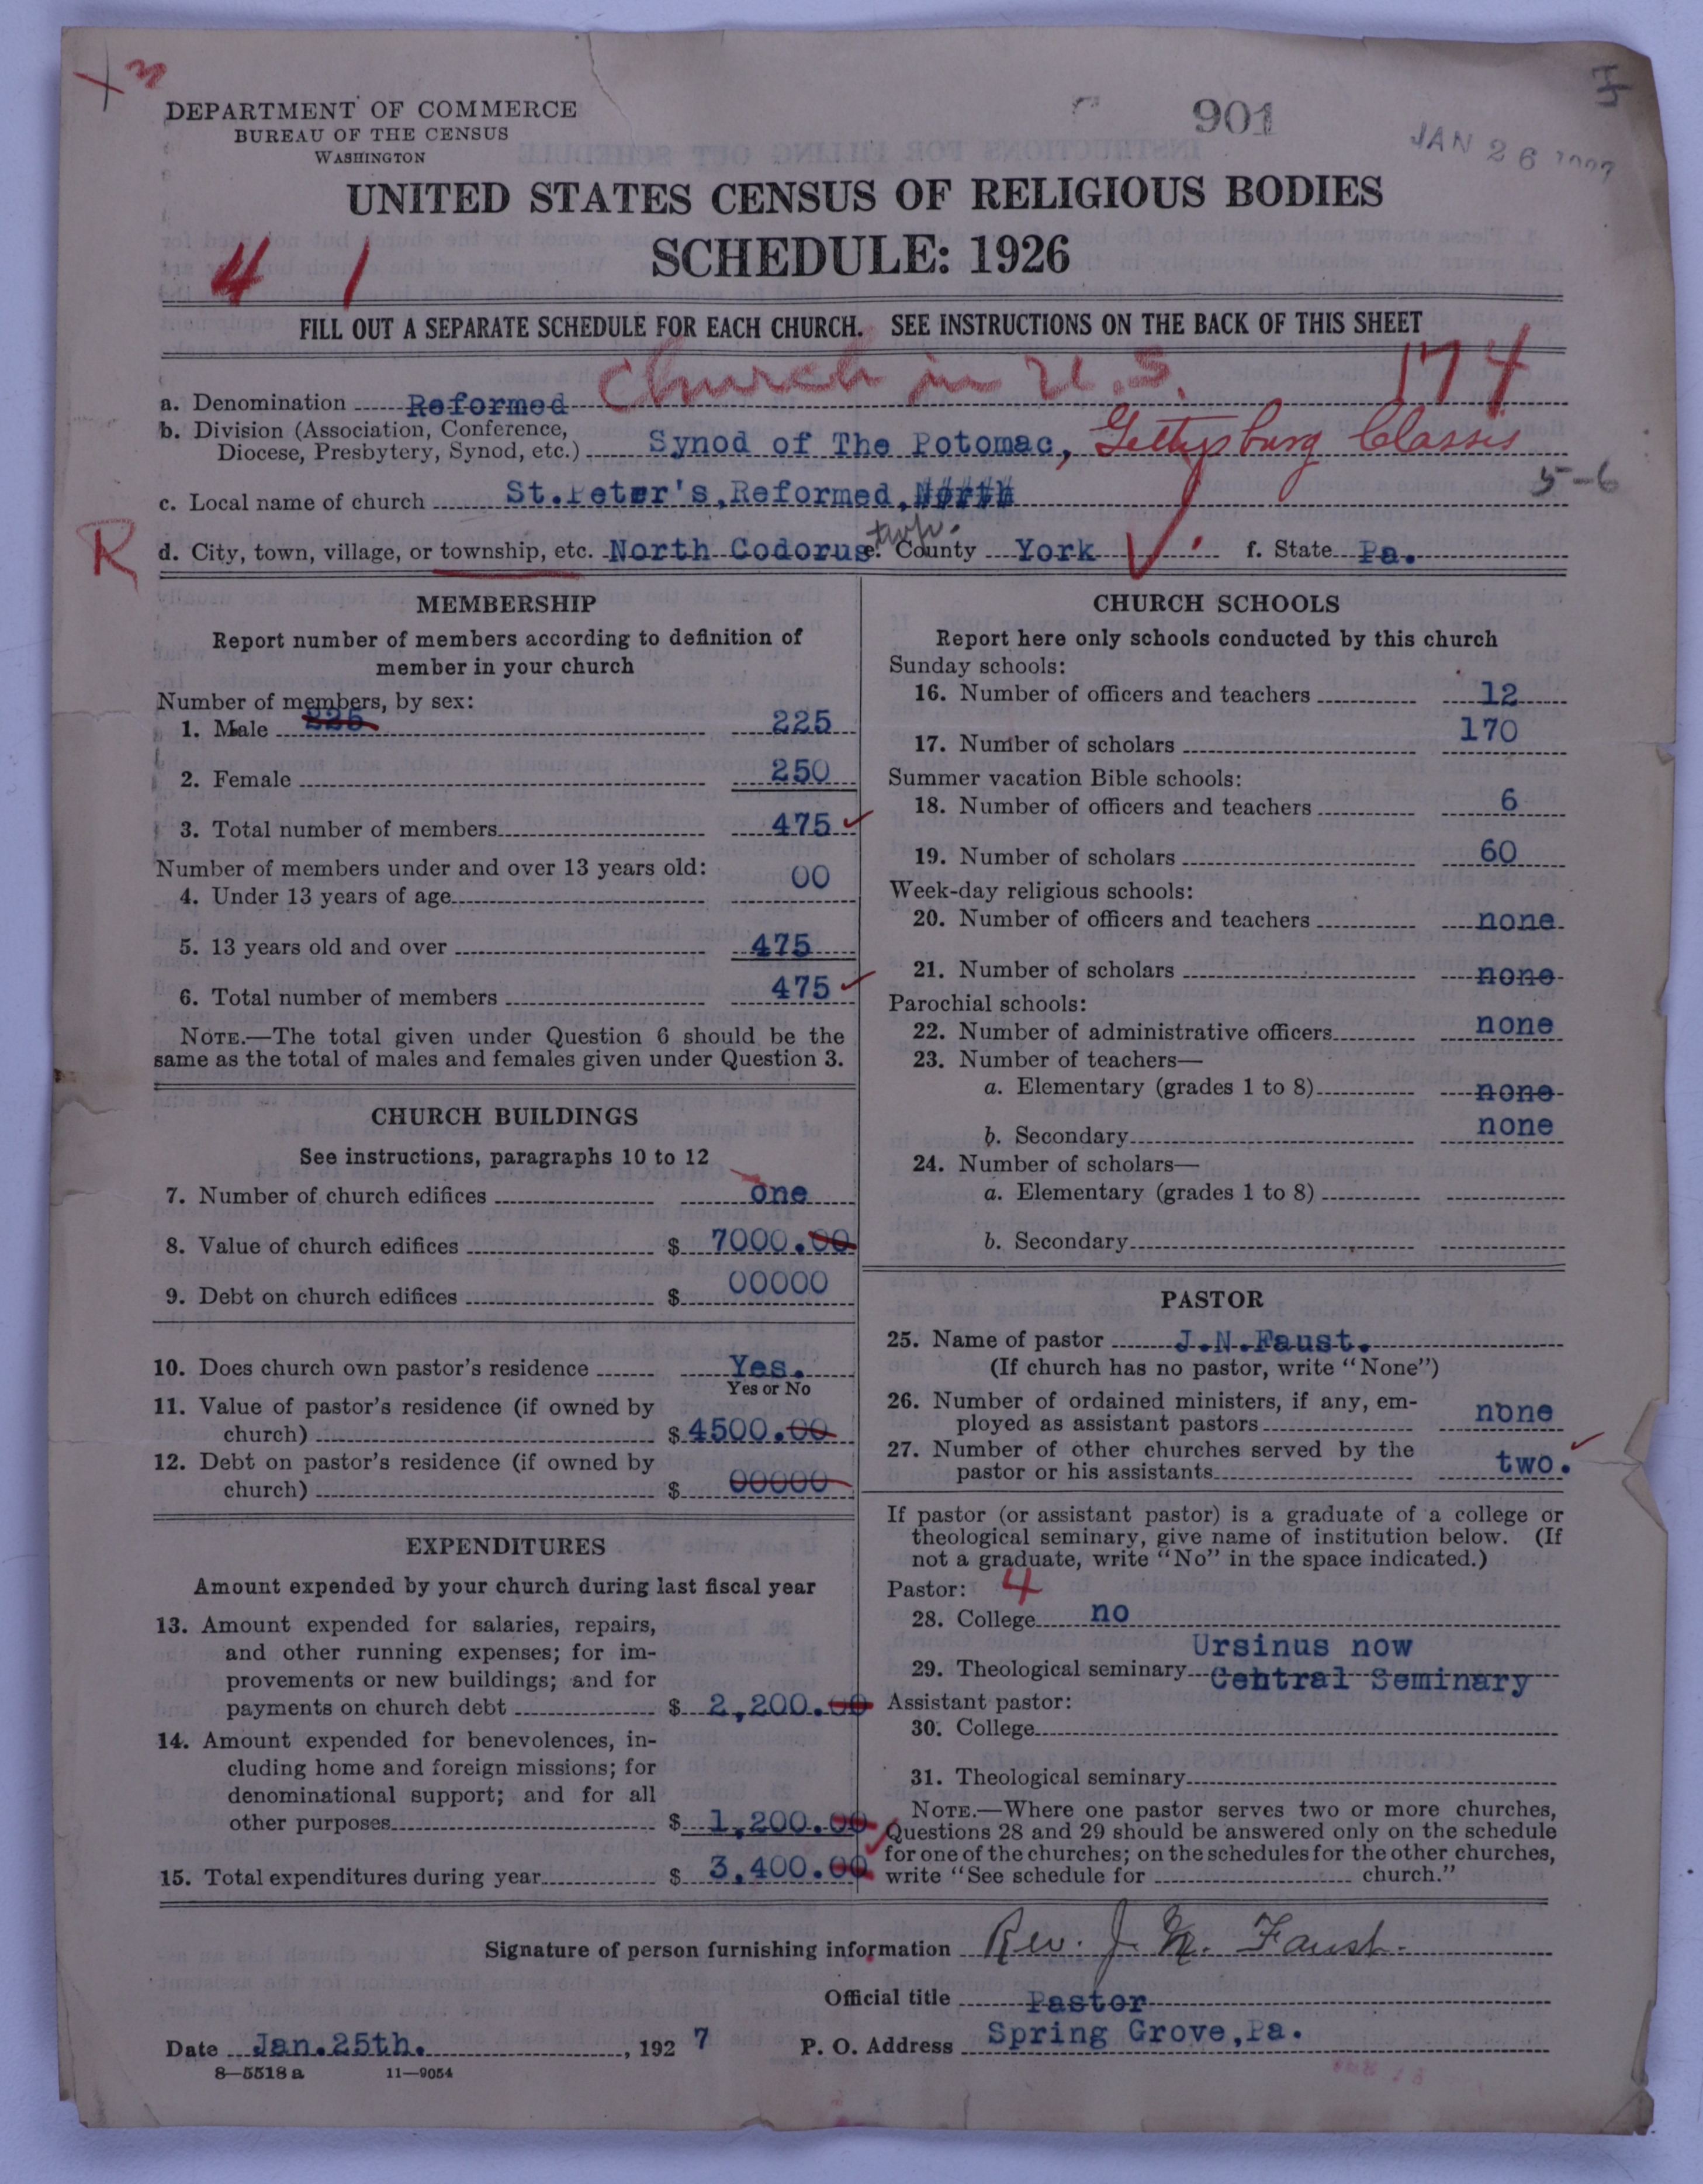 DEPARTMENT OF COMMERCE
BUREAU OF THE CENSUS
WASHINGTON
901
JAN 26
UNITED STATES CENSUS OF RELIGIOUS BODIES
SCHEDULE: 1926
4 1
FILL OUT A SEPARATE SCHEDULE FOR EACH CHURCH. SEE INSTRUCTIONS ON THE BACK OF THIS SHEET
a. Denomination Reformed Church in U.S. 174
b. Division (Association, Conference,
Diocese, Presbytery, Synod, etc.) Synod of The Potomac, Gettysburg Classis
5-6
c. Local name of church St.Peter's,Reformed, North
R
d. City, town, village, or township, etc. North Codorus twp. e. County York f. State Pa.
MEMBERSHIP
Report number of members according to definition of
member in your church
Number of members, by sex:
1. Male 225 225
2. Female 250
3. Total number of members 475
Number of members under and over 13 years old:
4. Under 13 years of age 00
5. 13 years old and over 475
6. Total number of members 475
NOTE.—The total given under Question 6 should be the
same as the total of males and females given under Question 3.
CHURCH BUILDINGS
See instructions, paragraphs 10 to 12
7. Number of church edifices one
8. Value of church edifices $ 7000.00
9. Debt on church edifices $ 00000
10. Does church own pastor's residence Yes.
Yes or No
11. Value of pastor's residence (if owned by
church) $ 4500.00
12. Debt on pastor's residence (if owned by
church) $ 00000
EXPENDITURES
Amount expended by your church during last fiscal year
13. Amount expended for salaries, repairs,
and other running expenses; for im-
provements or new buildings; and for
payments on church debt $ 2,200.00
14. Amount expended for benevolences, in-
cluding home and foreign missions; for
denominational support; and for all
other purposes $ 1,200.00
15. Total expenditures during year $ 3,400.00
CHURCH SCHOOLS
Report here only schools conducted by this church
Sunday schools:
16. Number of officers and teachers 12
17. Number of scholars 170
Summer vacation Bible schools:
18. Number of officers and teachers 6
19. Number of scholars 60
Week-day religious schools:
20. Number of officers and teachers none
21. Number of scholars none
Parochial schools:
22. Number of administrative officers none
23. Number of teachers—
a. Elementary (grades 1 to 8) none
b. Secondary none
24. Number of scholars—
a. Elementary (grades 1 to 8)
b. Secondary
PASTOR
25. Name of pastor J.N.Faust.
(If church has no pastor, write "None")
26. Number of ordained ministers, if any, em-
ployed as assistant pastors none
27. Number of other churches served by the
pastor or his assistants two.
If pastor (or assistant pastor) is a graduate of a college or
theological seminary, give name of institution below. (If
not a graduate, write "No" in the space indicated.)
Pastor: 4
28. College no
Ursinus now
29. Theological seminary Central Seminary
Assistant pastor:
30. College
31. Theological seminary
NOTE.—Where one pastor serves two or more churches,
Questions 28 and 29 should be answered only on the schedule
for one of the churches; on the schedules for the other churches,
write "See schedule for church."
Signature of person furnishing information Rev. J. N. Faust.
Official title Pastor
Date Jan.25th. , 192 7 P. O. Address Spring Grove,Pa.
8—5518 a 11—9054